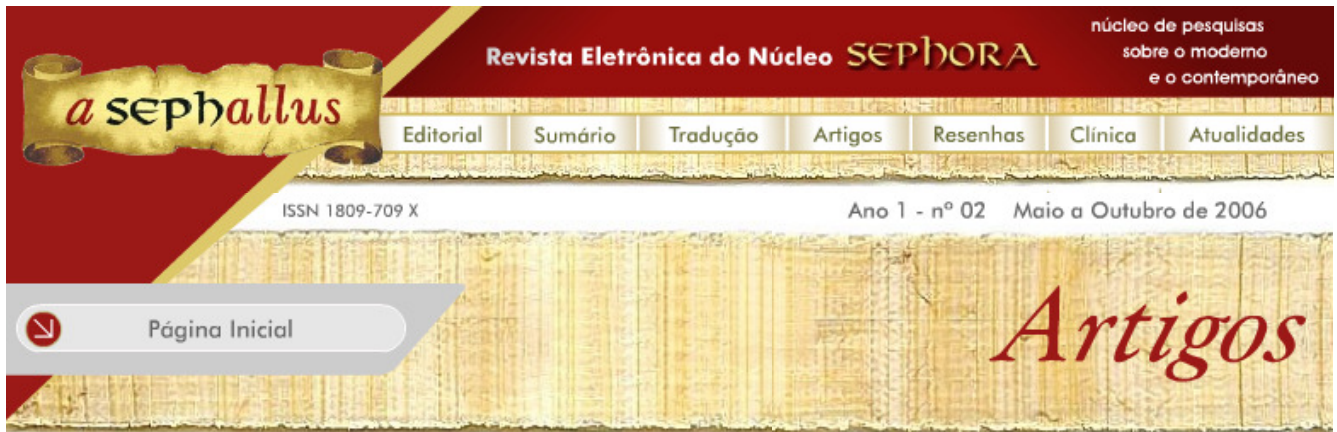 a sephallus
Revista Eletrônica do Núcleo SEPHORA
núcleo de pesquisas
sobre o moderno
e o contemporâneo
Editorial Sumário Tradução Artigos Resenhas Clínica Atualidades
ISSN 1809-709 X Ano 1 - nº 02 Maio a Outubro de 2006
Página Inicial
Artigos